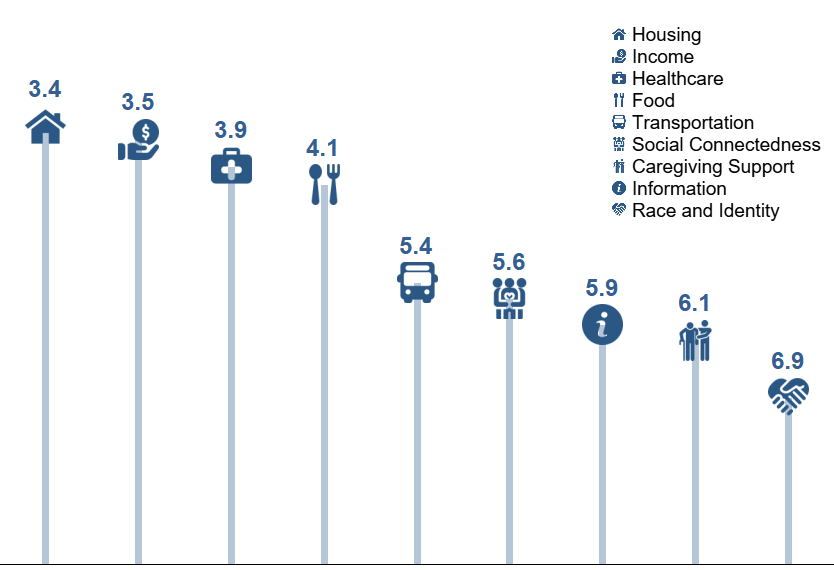 3.4
3.5
3.9
4.1
5.4
5.6
5.9
6.1
6.9
Housing
Income
Healthcare
Food
Transportation
Social Connectedness
Caregiving Support
Information
Race and Identity